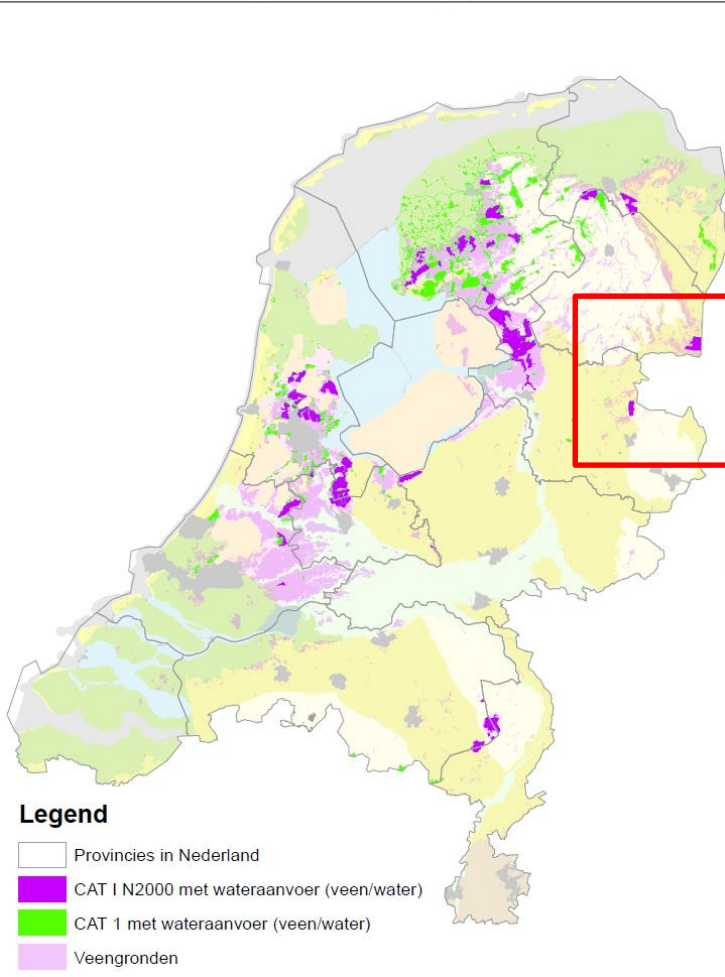 Legend
Provincies in Nederland
CAT I N2000 met wateraanvoer (veen/water)
CAT 1 met wateraanvoer (veen/water)
Veengronden